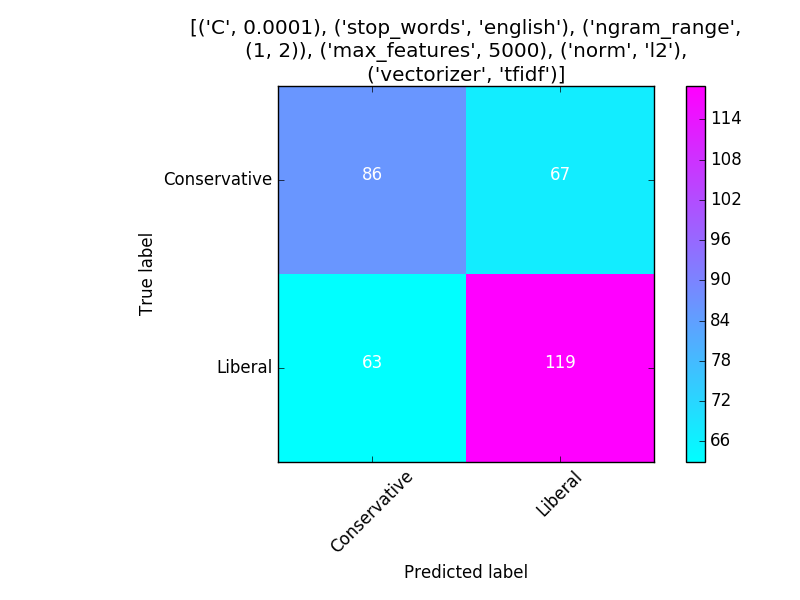 [('C', 0.0001), ('stop_words', 'english'), ('ngram_range',
(1, 2)), ('max_features', 5000), ('norm', 'l2'),
('vectorizer', 'tfidf')]
114
108
102
96
90
84
78
72
66
Conservative
86
67
True label
Liberal
63
119
Conservative
Liberal
Predicted label